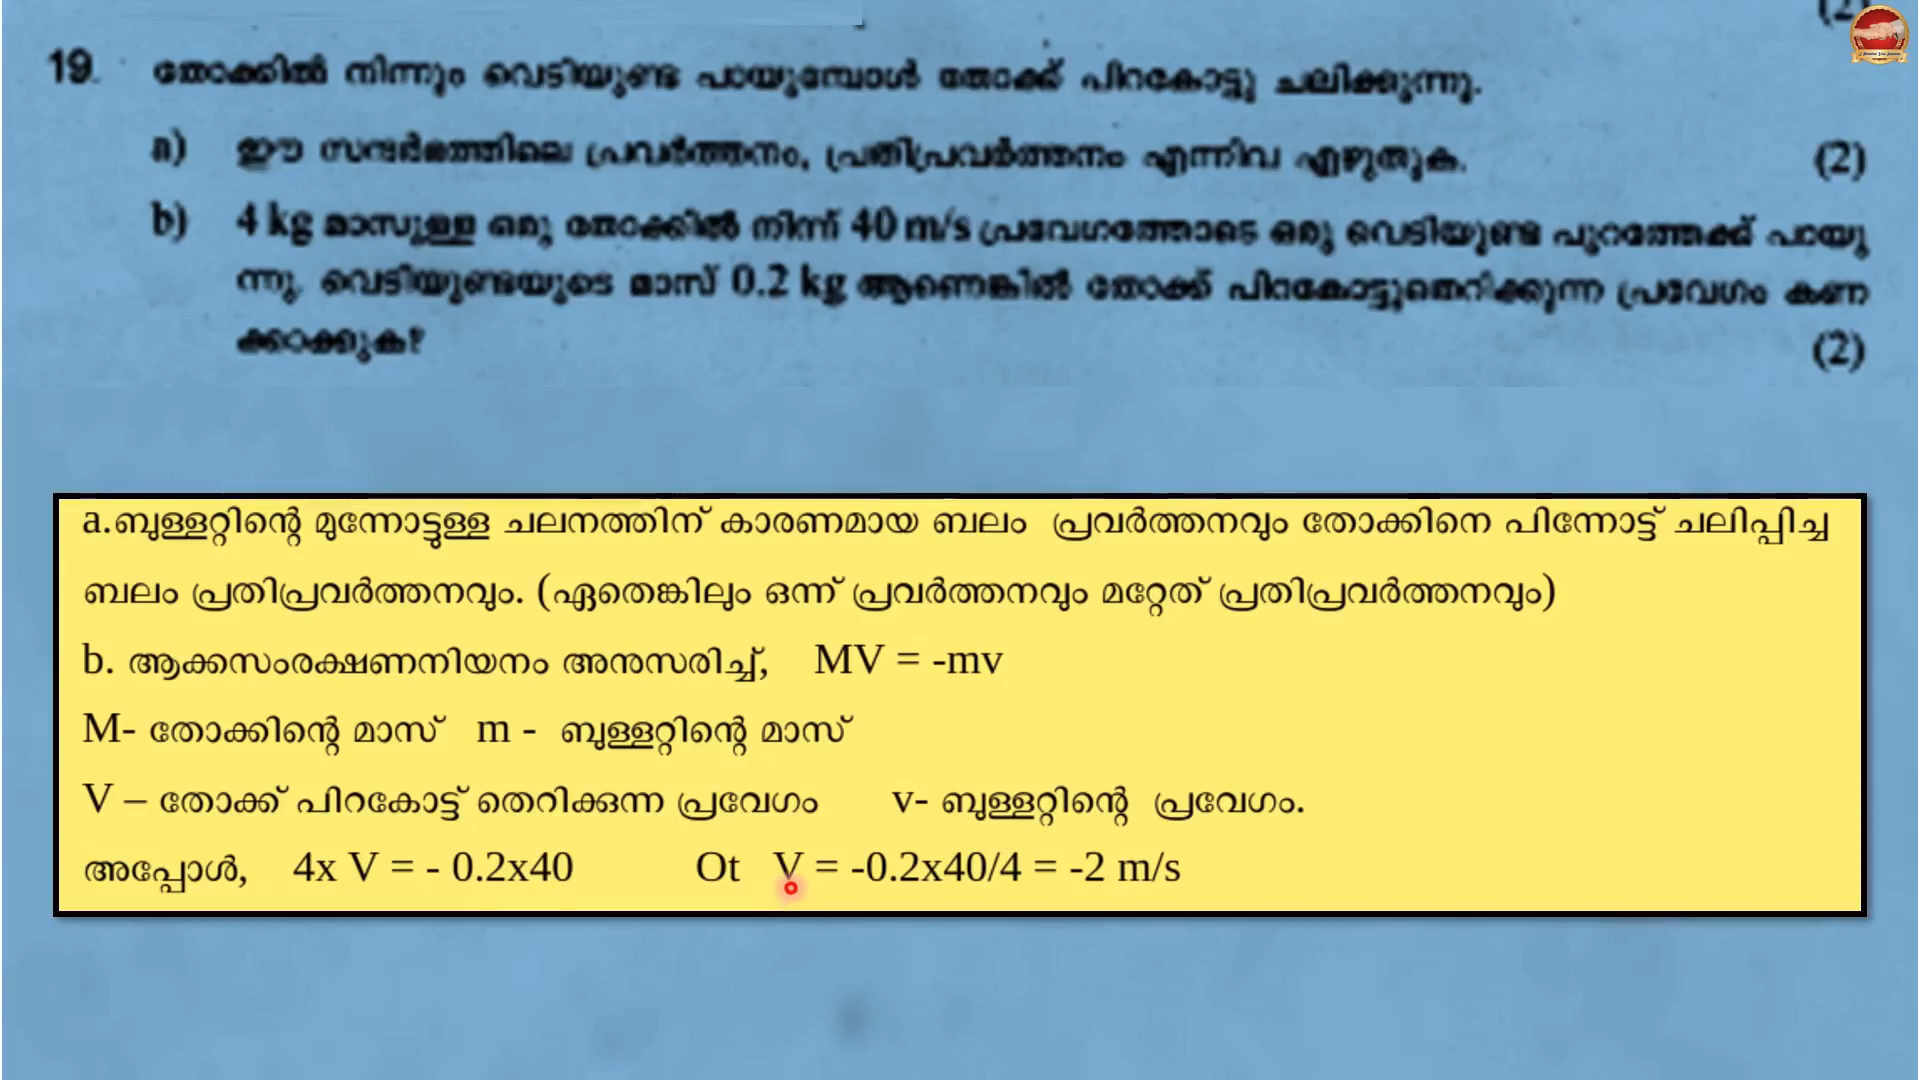 (2)
19. തോക്കിൽ നിന്നും വെടിയുണ്ട പായുമ്പോൾ തോക്ക് പിറകോട്ടു ചലിക്കുന്നു.
a) ഈ സന്ദർഭത്തിലെ പ്രവർത്തനം, പ്രതിപ്രവർത്തനം എന്നിവ എഴുതുക. (2)
b) 4 kg മാസുള്ള ഒരു തോക്കിൽ നിന്ന് 40 m/s പ്രവേഗത്തോടെ ഒരു വെടിയുണ്ട പുറത്തേക്ക് പായു
ന്നു. വെടിയുണ്ടയുടെ മാസ് 0.2 kg ആണെങ്കിൽ തോക്ക് പിറകോട്ടുതെറിക്കുന്ന പ്രവേഗം കണ
ക്കാക്കുക? (2)
a.ബുള്ളറ്റിന്റെ മുന്നോട്ടുള്ള ചലനത്തിന് കാരണമായ ബലം പ്രവർത്തനവും തോക്കിനെ പിന്നോട്ട് ചലിപ്പിച്ച
ബലം പ്രതിപ്രവർത്തനവും. (ഏതെങ്കിലും ഒന്ന് പ്രവർത്തനവും മറ്റേത് പ്രതിപ്രവർത്തനവും)
b. ആക്കസംരക്ഷണനിയനം അനുസരിച്ച്, MV = -mv
M- തോക്കിന്റെ മാസ് m - ബുള്ളറ്റിന്റെ മാസ്
V – തോക്ക് പിറകോട്ട് തെറിക്കുന്ന പ്രവേഗം v- ബുള്ളറ്റിന്റെ പ്രവേഗം.
അപ്പോൾ, 4x V = - 0.2x40 Ot V = -0.2x40/4 = -2 m/s